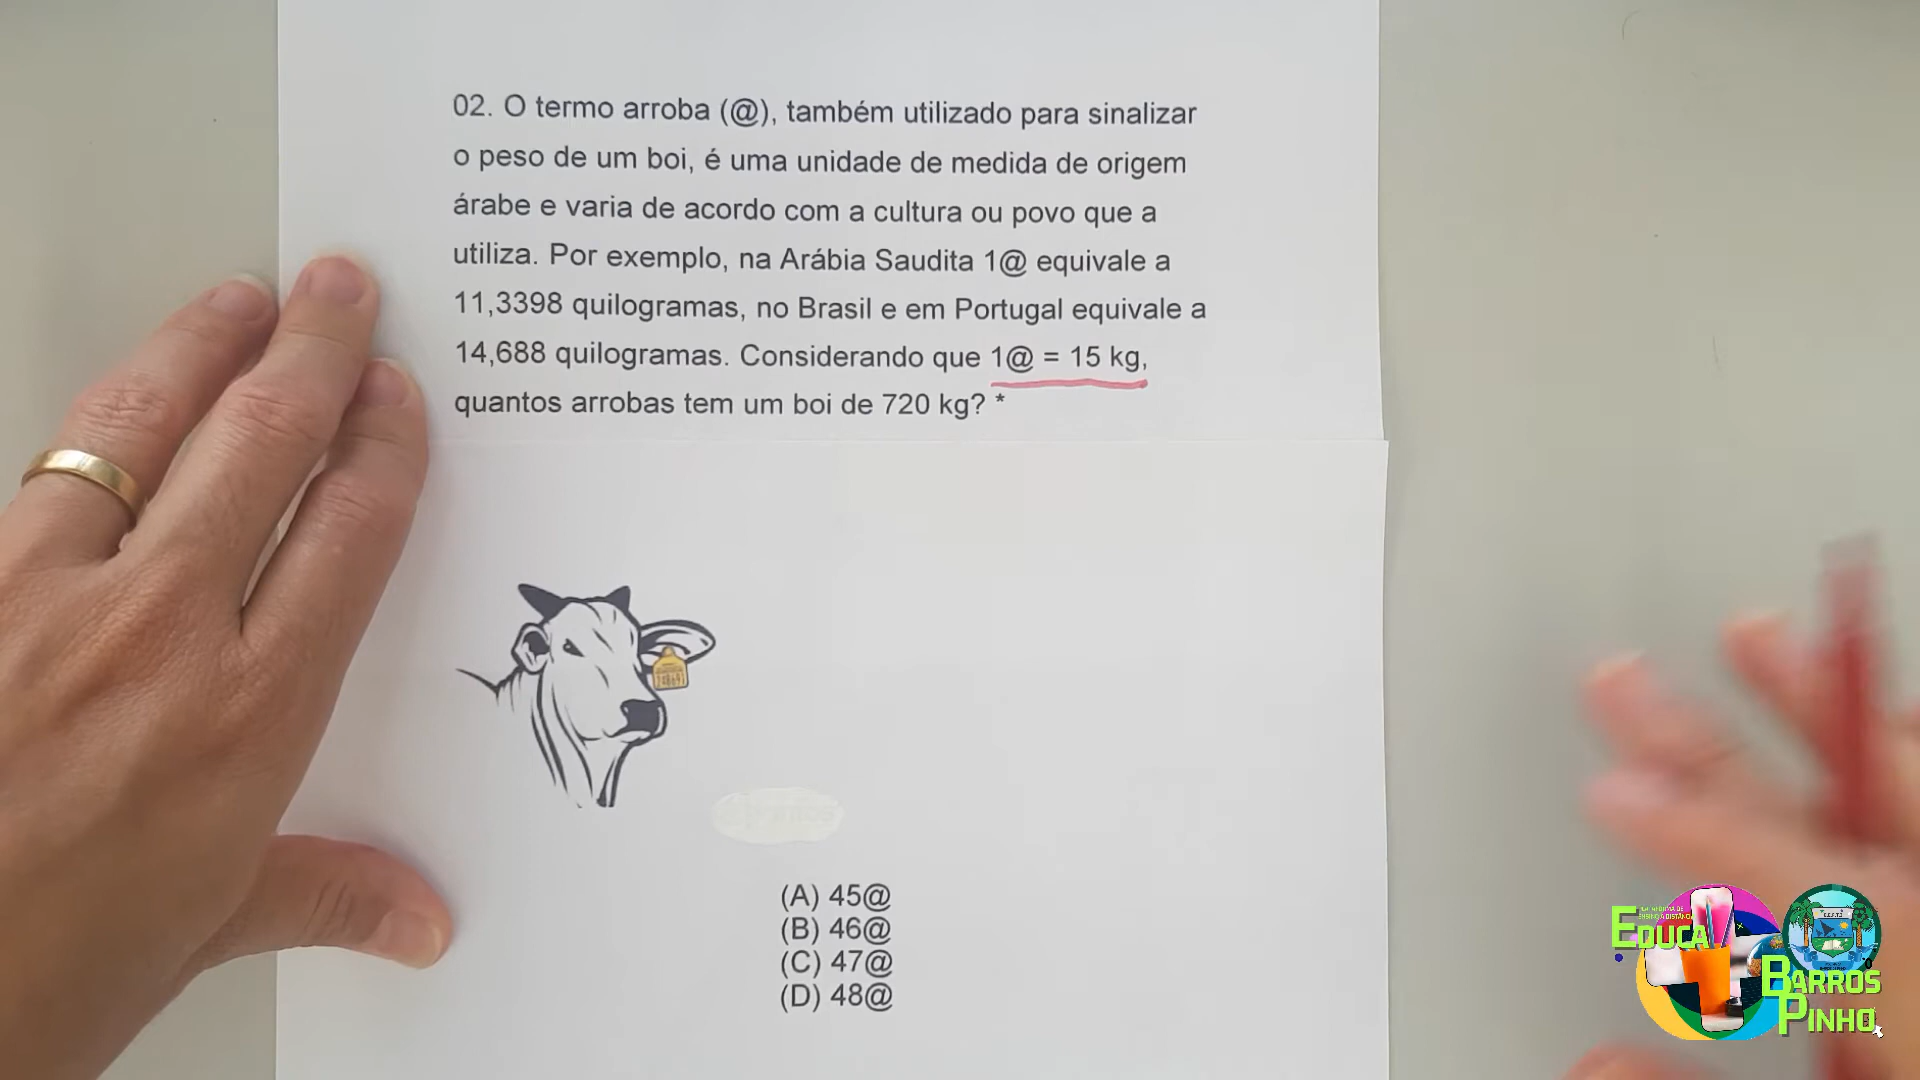 02. O termo arroba (@), também utilizado para sinalizar
o peso de um boi, é uma unidade de medida de origem
árabe e varia de acordo com a cultura ou povo que a
utiliza. Por exemplo, na Arábia Saudita 1@ equivale a
11,3398 quilogramas, no Brasil e em Portugal equivale a
14,688 quilogramas. Considerando que 1@ = 15 kg,
quantos arrobas tem um boi de 720 kg? *
(A) 45@
(B) 46@
(C) 47@
(D) 48@
EDUCA
BARROS
PINHO